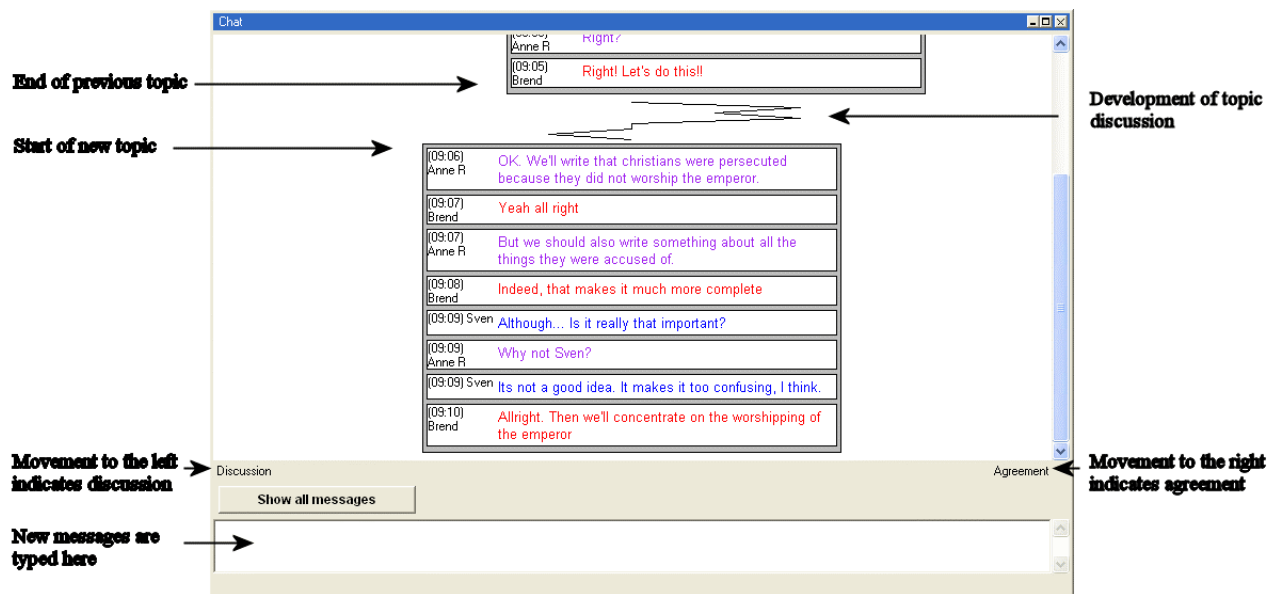 Chat
Right?
Anne R
(09:05)
Brend
Right! Let's do this!!
End of previous topic
Development of topic
discussion
Start of new topic
(09:06)
Anne R
OK. We'll write that christians were persecuted
because they did not worship the emperor.
(09:07)
Brend
Yeah all right
(09:07)
Anne R
But we should also write something about all the
things they were accused of.
(09:08)
Brend
Indeed, that makes it much more complete
(09:09) Sven
Although... Is it really that important?
(09:09)
Anne R
Why not Sven?
(09:09) Sven
Its not a good idea. It makes it too confusing, I think.
(09:10)
Brend
Allright. Then we'll concentrate on the worshipping of
the emperor
Movement to the left
indicates discussion
Discussion
Agreement
Movement to the right
indicates agreement
Show all messages
New messages are
typed here